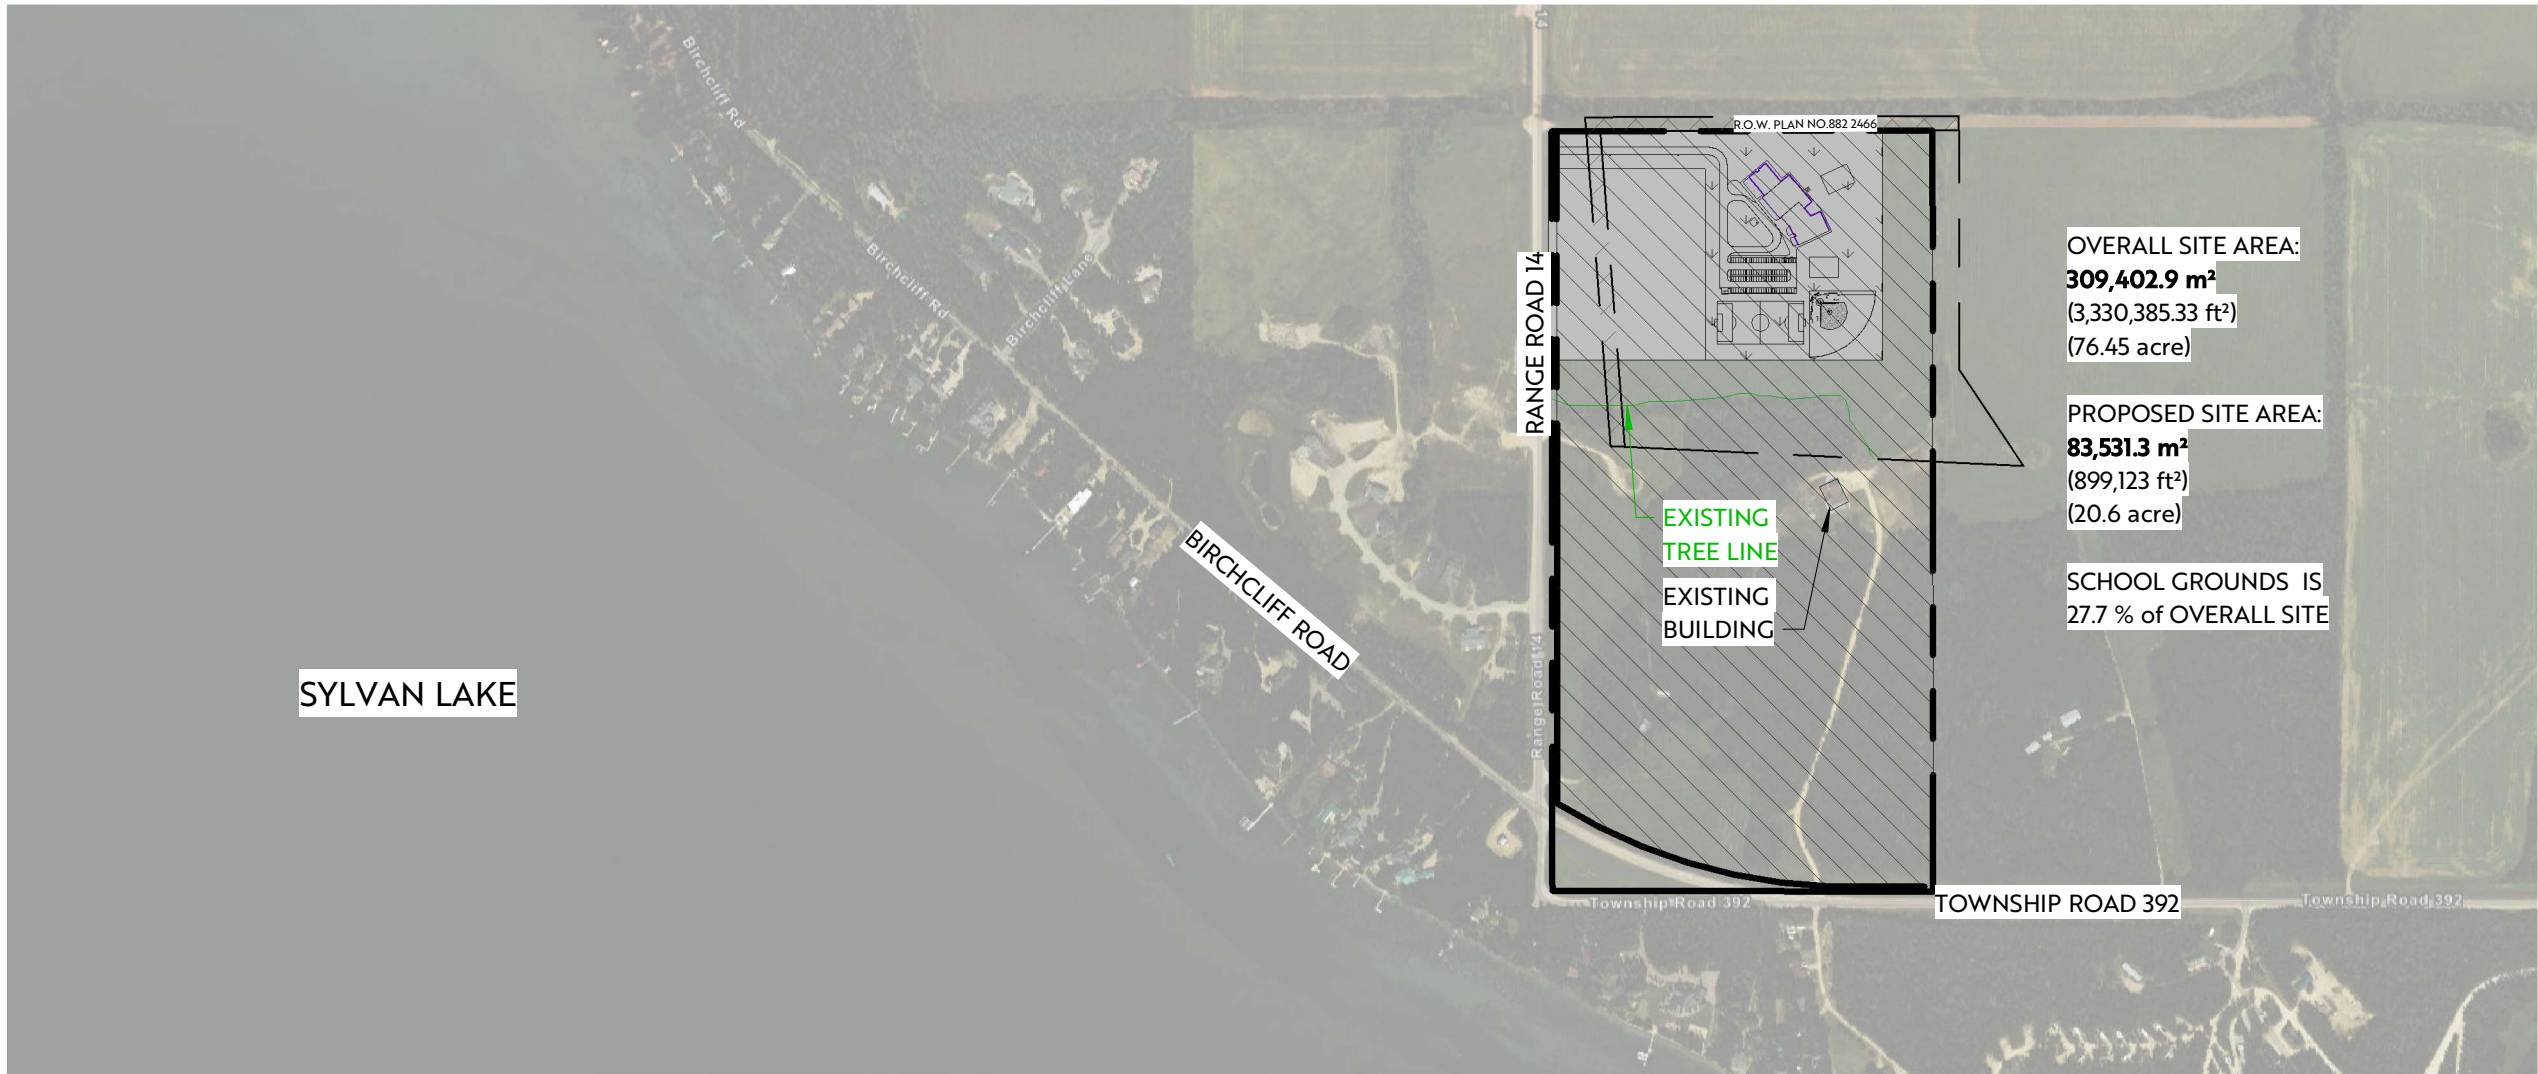 14
Birchcliff Rd
R.O.W. PLAN NO.882 2466
Birchcliff Rd
Birchcliff Lane
RANGE ROAD 14
OVERALL SITE AREA:
309,402.9 m²
(3,330,385.33 ft²)
(76.45 acre)
PROPOSED SITE AREA:
83,531.3 m²
(899,123 ft²)
(20.6 acre)
SCHOOL GROUNDS IS
27.7 % of OVERALL SITE
EXISTING
TREE LINE
EXISTING
BUILDING
BIRCHCLIFF ROAD
SYLVAN LAKE
Range Road 14
Township Road 392
TOWNSHIP ROAD 392
Township Road 392